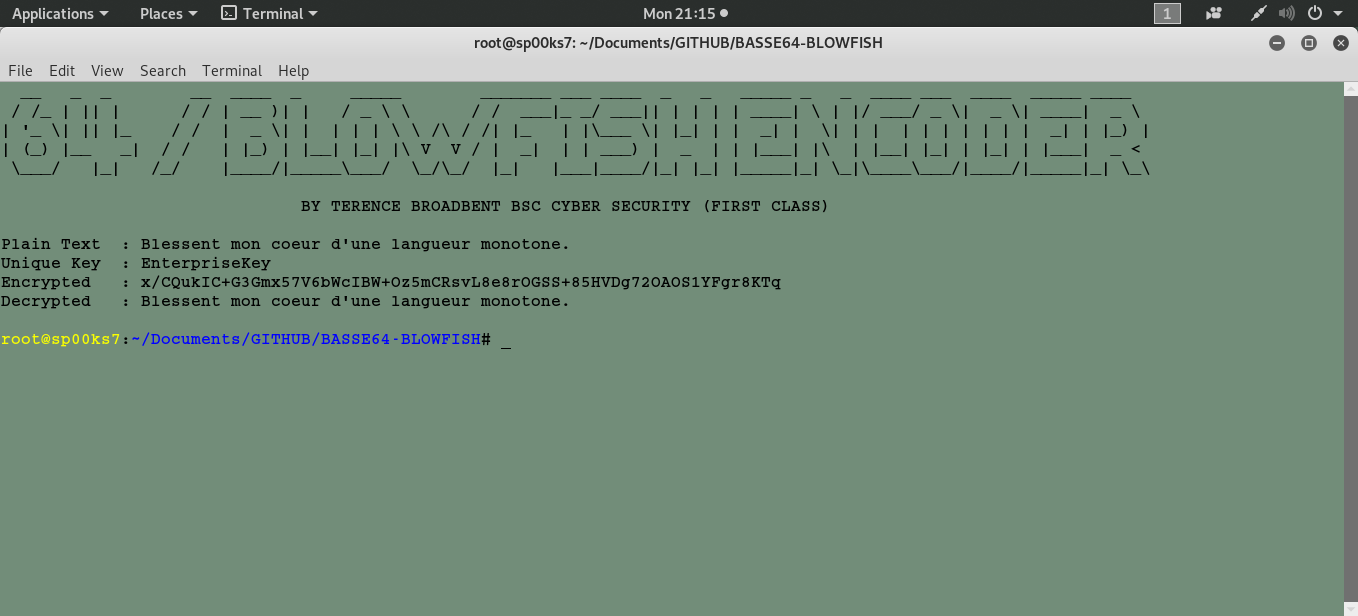 Applications Places Terminal Mon 21:15 1
root@sp00ks7: ~/Documents/GITHUB/BASSE64-BLOWFISH
File Edit View Search Terminal Help
64/BLOWFISHENCODER
BY TERENCE BROADBENT BSC CYBER SECURITY (FIRST CLASS)
Plain Text : Blessent mon coeur d'une langueur monotone.
Unique Key : EnterpriseKey
Encrypted : x/CQukIC+G3Gmx57V6bWcIBW+Oz5mCRsvL8e8rOGSS+85HVDg72OAOS1YFgr8KTq
Decrypted : Blessent mon coeur d'une langueur monotone.
root@sp00ks7:~/Documents/GITHUB/BASSE64-BLOWFISH# _